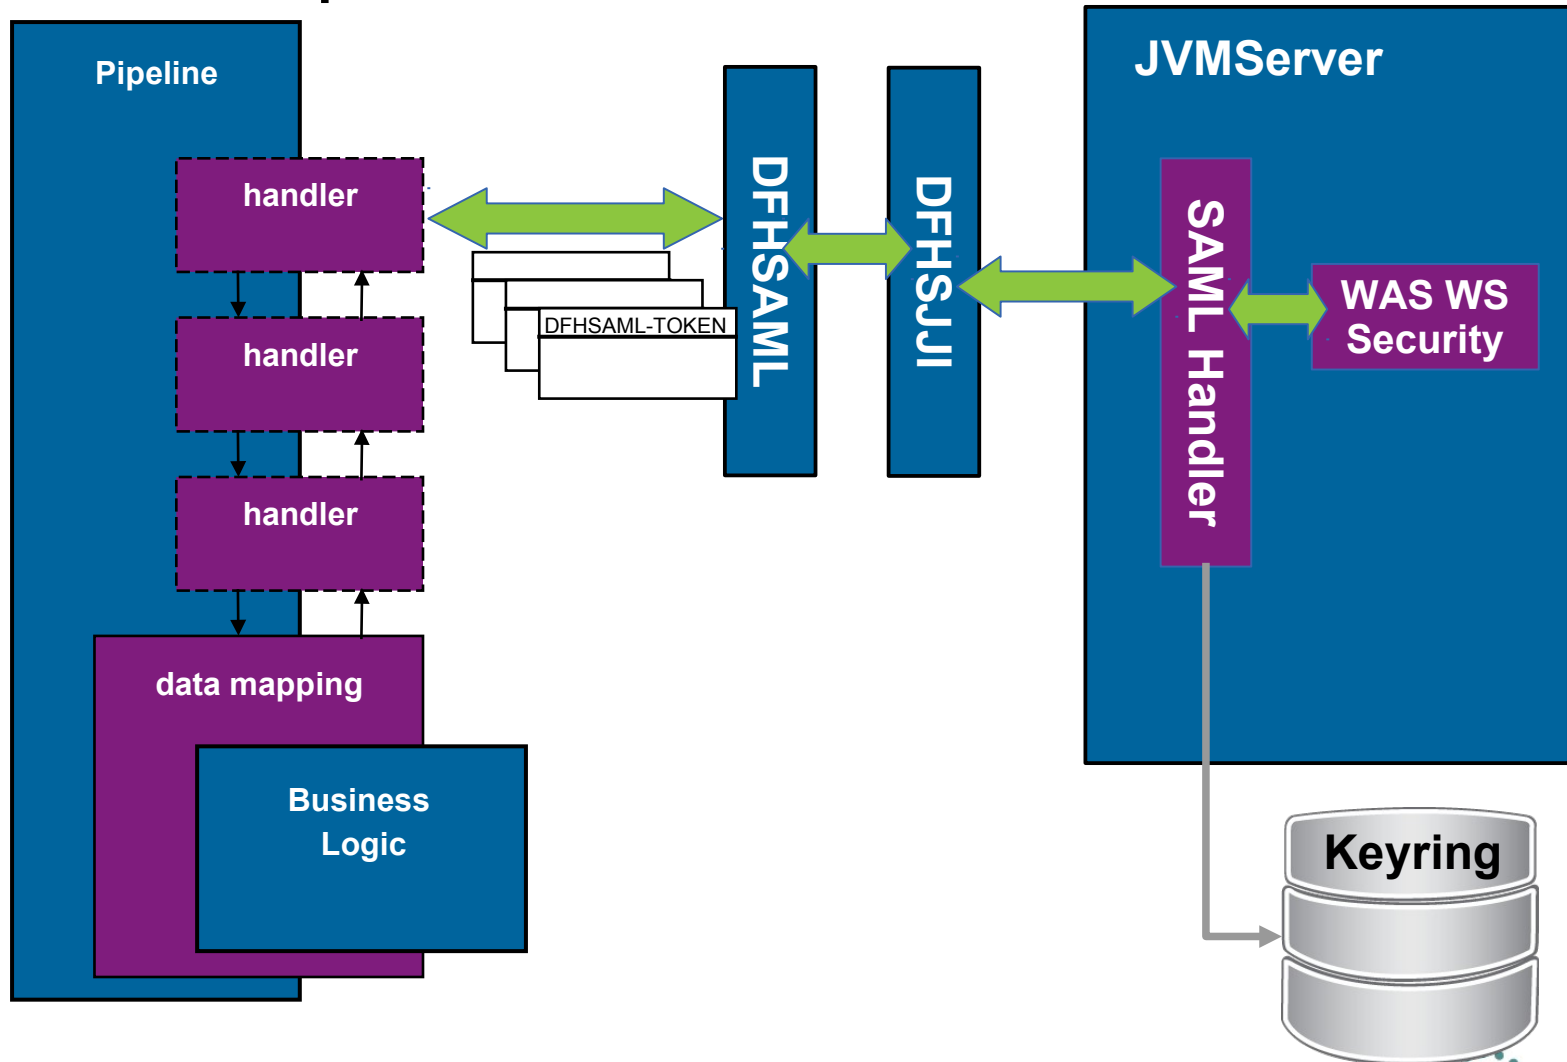 Pipeline
handler
handler
handler
data mapping
Business
Logic
DFHSAML-TOKEN
DFHSAML
DFHSJJI
JVMServer
SAML Handler
WAS WS
Security
Keyring